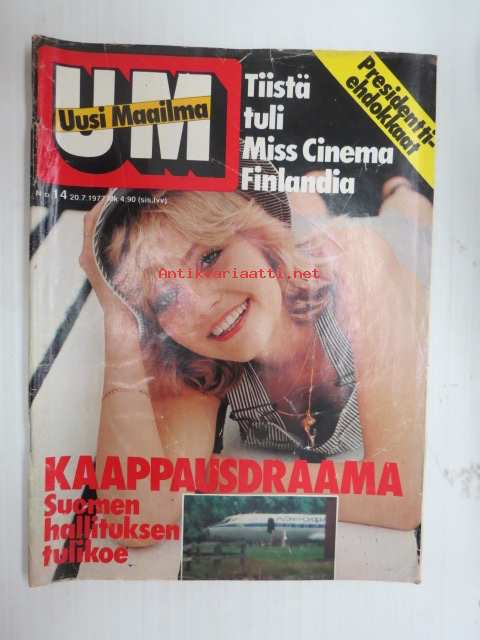 UM
Uusi Maailma
No 14 20.7.1977 mk 4:90 (sis.lvv)
Tiistä
tuli
Miss Cinema
Finlandia
Presidentti-
ehdokkaat
Antikvariaatti.net
KAAPPAUSDRAAMA
Suomen
hallituksen
tulikoe